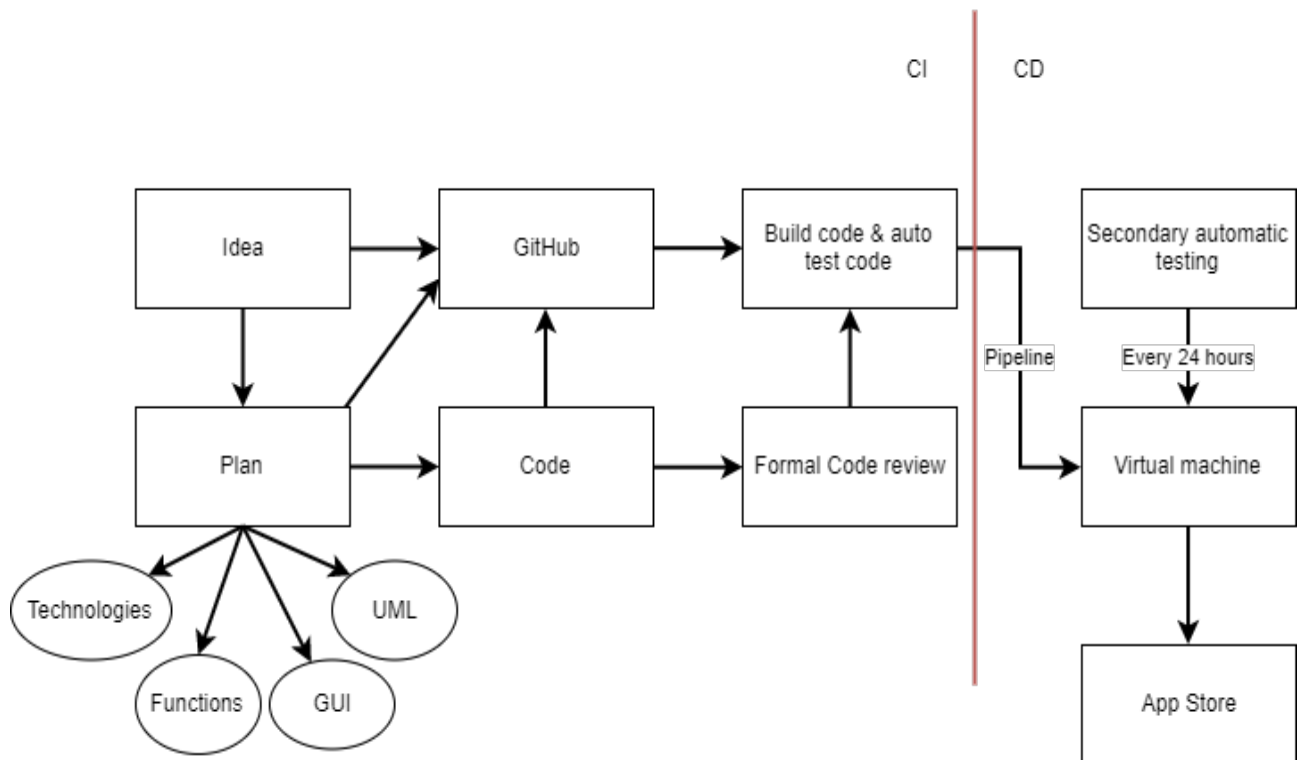 CI
CD
Idea
GitHub
Build code & auto
test code
Secondary automatic
testing
Pipeline
Every 24 hours
Plan
Code
Formal Code review
Virtual machine
Technologies
UML
Functions
GUI
App Store